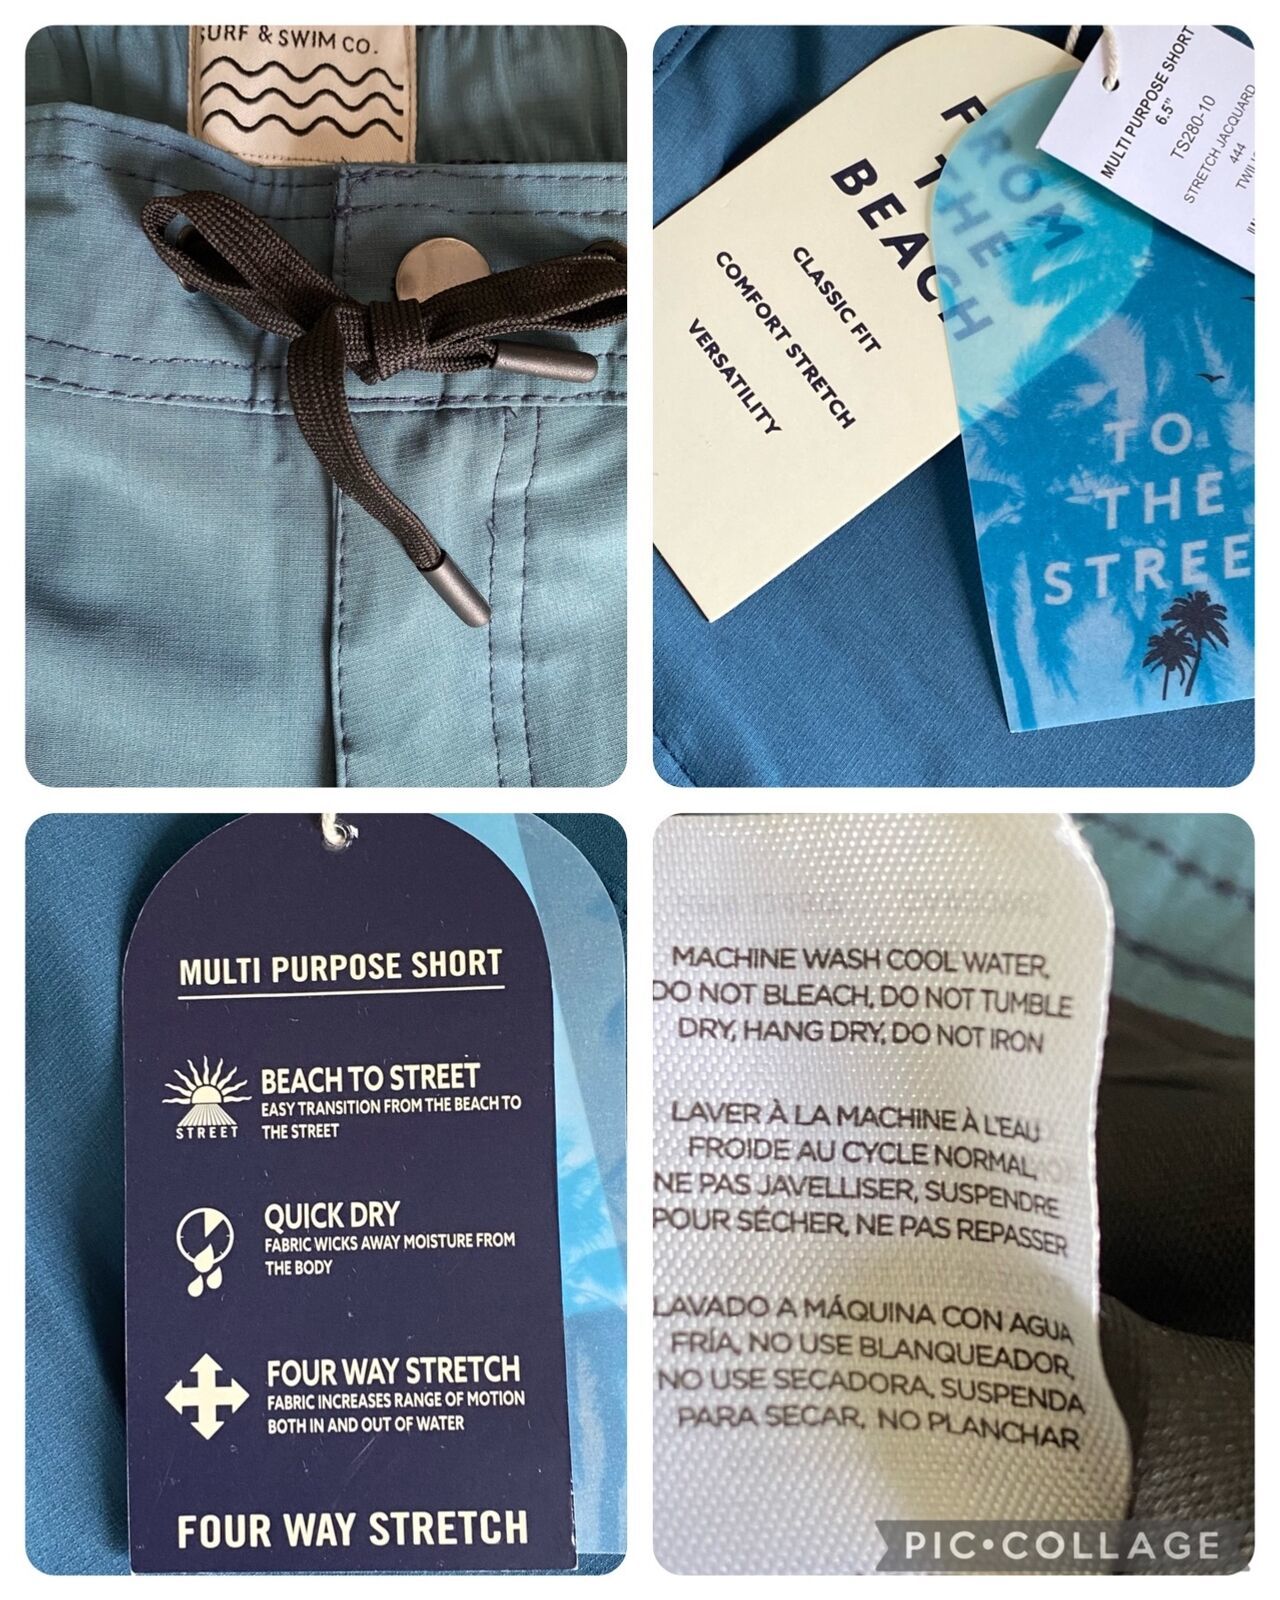 SURF & SWIM CO.
FROM
THE
BEACH
CLASSIC FIT
COMFORT STRETCH
VERSATILITY
TO
THE
STREE
MULTI PURPOSE SHORT
6.5"
TS280-10
STRETCH JACQUARD
444
MULTI PURPOSE SHORT
STREET
BEACH TO STREET
EASY TRANSITION FROM THE BEACH TO
THE STREET
QUICK DRY
FABRIC WICKS AWAY MOISTURE FROM
THE BODY
FOUR WAY STRETCH
FABRIC INCREASES RANGE OF MOTION
BOTH IN AND OUT OF WATER
FOUR WAY STRETCH
MACHINE WASH COOL WATER,
DO NOT BLEACH, DO NOT TUMBLE
DRY, HANG DRY, DO NOT IRON
LAVER À LA MACHINE À L'EAU
FROIDE AU CYCLE NORMAL,
NE PAS JAVELLISER, SUSPENDRE
POUR SÉCHER, NE PAS REPASSER
LAVADO A MÁQUINA CON AGUA
FRÍA, NO USE BLANQUEADOR,
NO USE SECADORA, SUSPENDA
PARA SECAR, NO PLANCHAR
PIC•COLLAGE